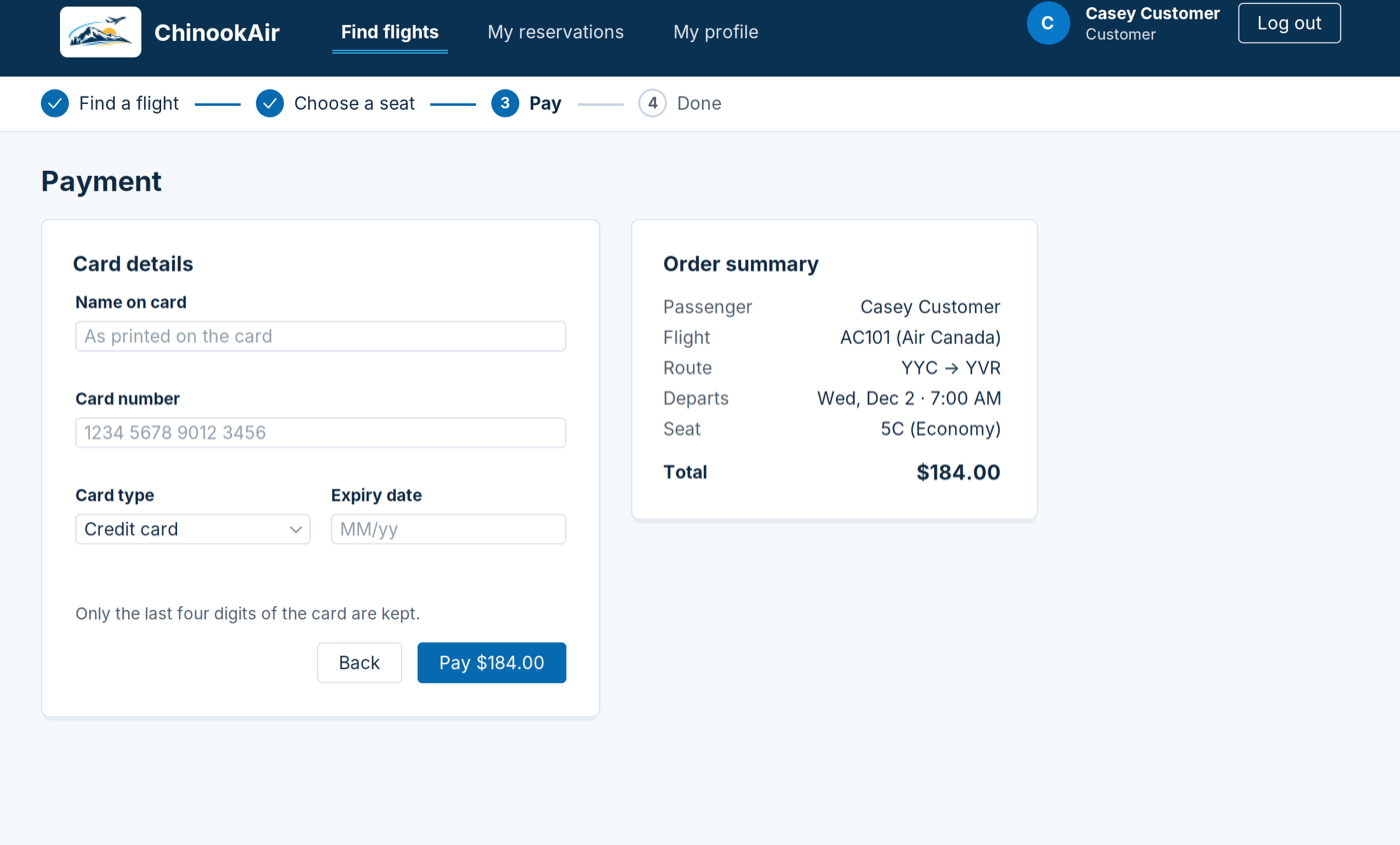 ChinookAir
Find flights
My reservations
My profile
C
Casey Customer
Customer
Log out
Find a flight
Choose a seat
3 Pay
4 Done
Payment
Card details
Name on card
As printed on the card
Card number
1234 5678 9012 3456
Card type
Expiry date
Credit card
MM/yy
Only the last four digits of the card are kept.
Back
Pay $184.00
Order summary
Passenger Casey Customer
Flight AC101 (Air Canada)
Route YYC → YVR
Departs Wed, Dec 2 · 7:00 AM
Seat 5C (Economy)
Total $184.00